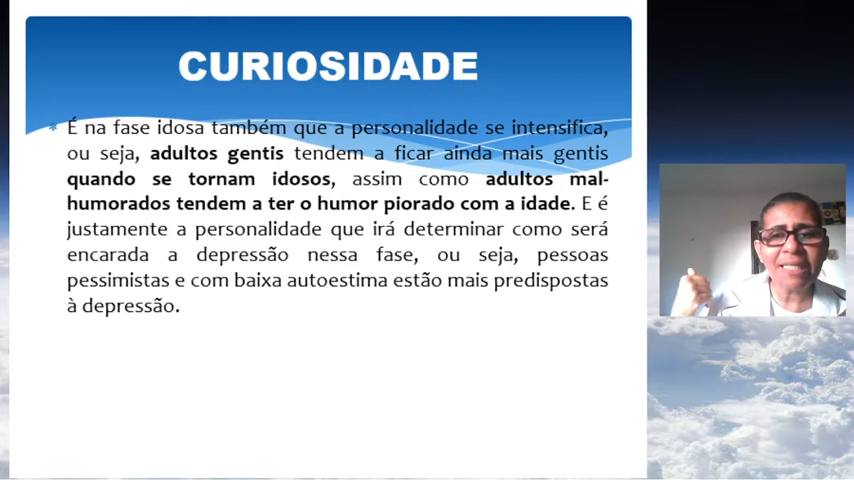 CURIOSIDADE
* É na fase idosa também que a personalidade se intensifica,
ou seja, adultos gentis tendem a ficar ainda mais gentis
quando se tornam idosos, assim como adultos mal-
humorados tendem a ter o humor piorado com a idade. E é
justamente a personalidade que irá determinar como será
encarada a depressão nessa fase, ou seja, pessoas
pessimistas e com baixa autoestima estão mais predispostas
à depressão.